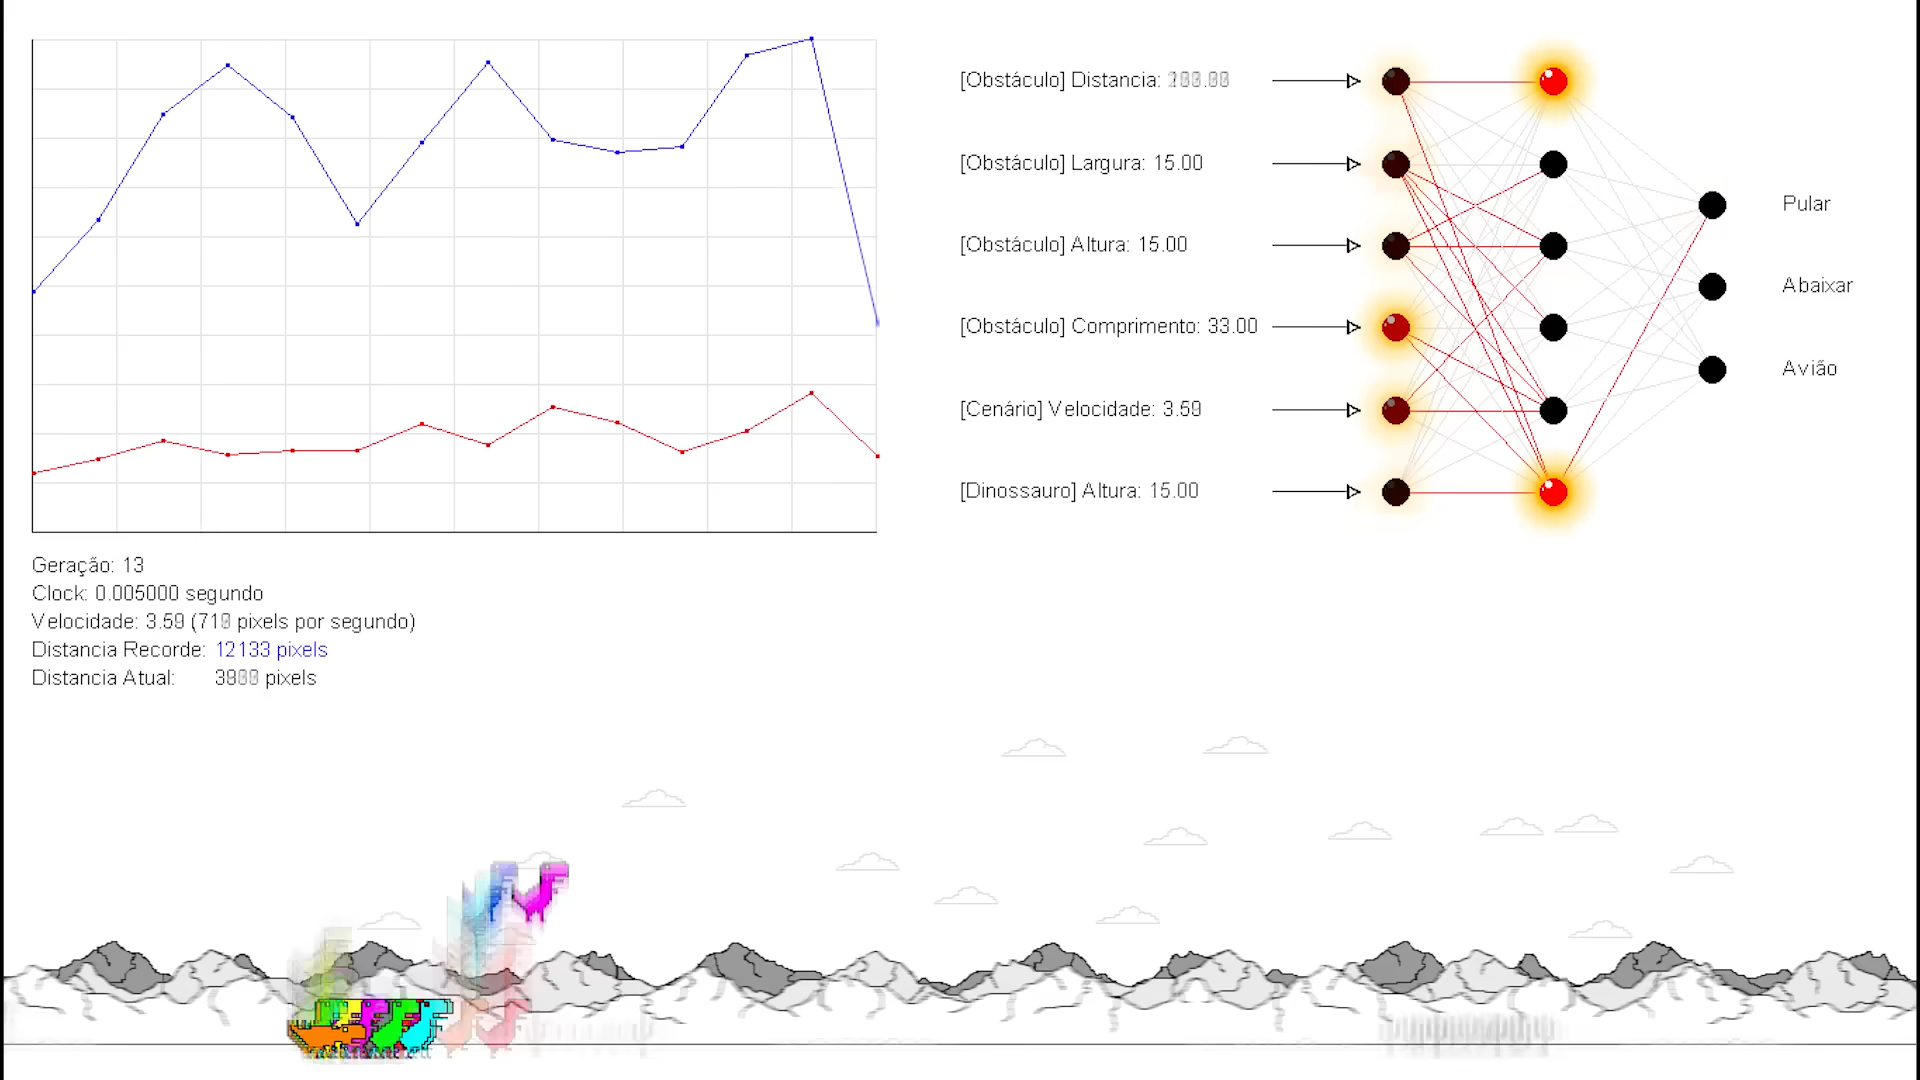 [Obstáculo] Distancia:
[Obstáculo] Largura: 15.00
[Obstáculo] Altura: 15.00
[Obstáculo] Comprimento: 33.00
[Cenário] Velocidade: 3.59
[Dinossauro] Altura: 15.00
Pular
Abaixar
Avião
Geração: 13
Clock: 0.005000 segundo
Velocidade: 3.59 pixels por segundo)
Distancia Recorde: 12133 pixels
Distancia Atual: pixels